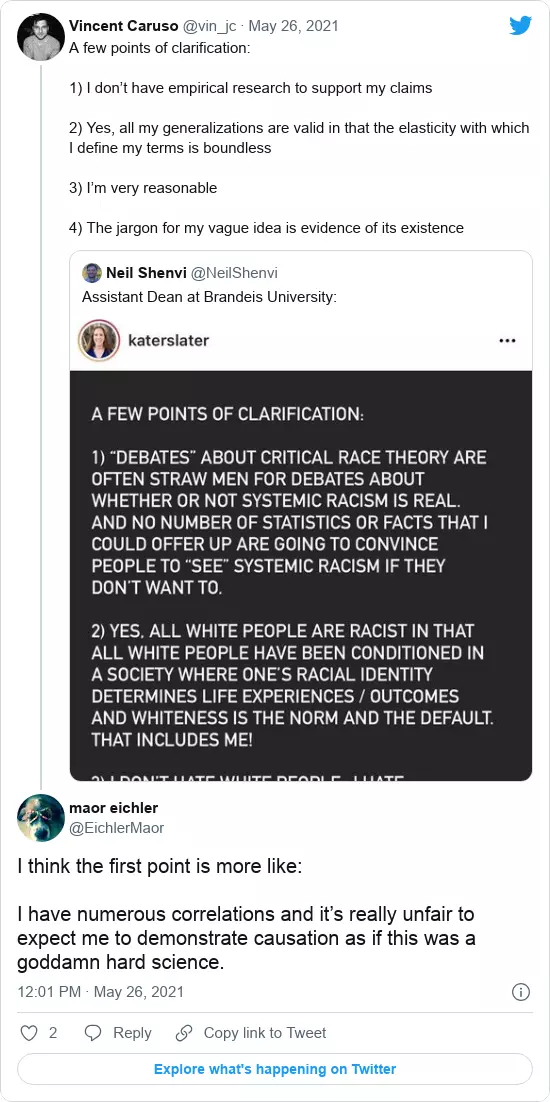 Vincent Caruso @vin_jc · May 26, 2021
A few points of clarification:
1) I don’t have empirical research to support my claims
2) Yes, all my generalizations are valid in that the elasticity with which
I define my terms is boundless
3) I’m very reasonable
4) The jargon for my vague idea is evidence of its existence
Neil Shenvi @NeilShenvi
Assistant Dean at Brandeis University:
katerslater
A FEW POINTS OF CLARIFICATION:
1) “DEBATES” ABOUT CRITICAL RACE THEORY ARE
OFTEN STRAW MEN FOR DEBATES ABOUT
WHETHER OR NOT SYSTEMIC RACISM IS REAL.
AND NO NUMBER OF STATISTICS OR FACTS THAT I
COULD OFFER UP ARE GOING TO CONVINCE
PEOPLE TO “SEE” SYSTEMIC RACISM IF THEY
DON’T WANT TO.
2) YES, ALL WHITE PEOPLE ARE RACIST IN THAT
ALL WHITE PEOPLE HAVE BEEN CONDITIONED IN
A SOCIETY WHERE ONE’S RACIAL IDENTITY
DETERMINES LIFE EXPERIENCES / OUTCOMES
AND WHITENESS IS THE NORM AND THE DEFAULT.
THAT INCLUDES ME!
3) I DON’T HATE WHITE PEOPLE. I HATE
maor eichler
@EichlerMaor
I think the first point is more like:
I have numerous correlations and it’s really unfair to
expect me to demonstrate causation as if this was a
goddamn hard science.
12:01 PM · May 26, 2021
2 Reply Copy link to Tweet
Explore what's happening on Twitter